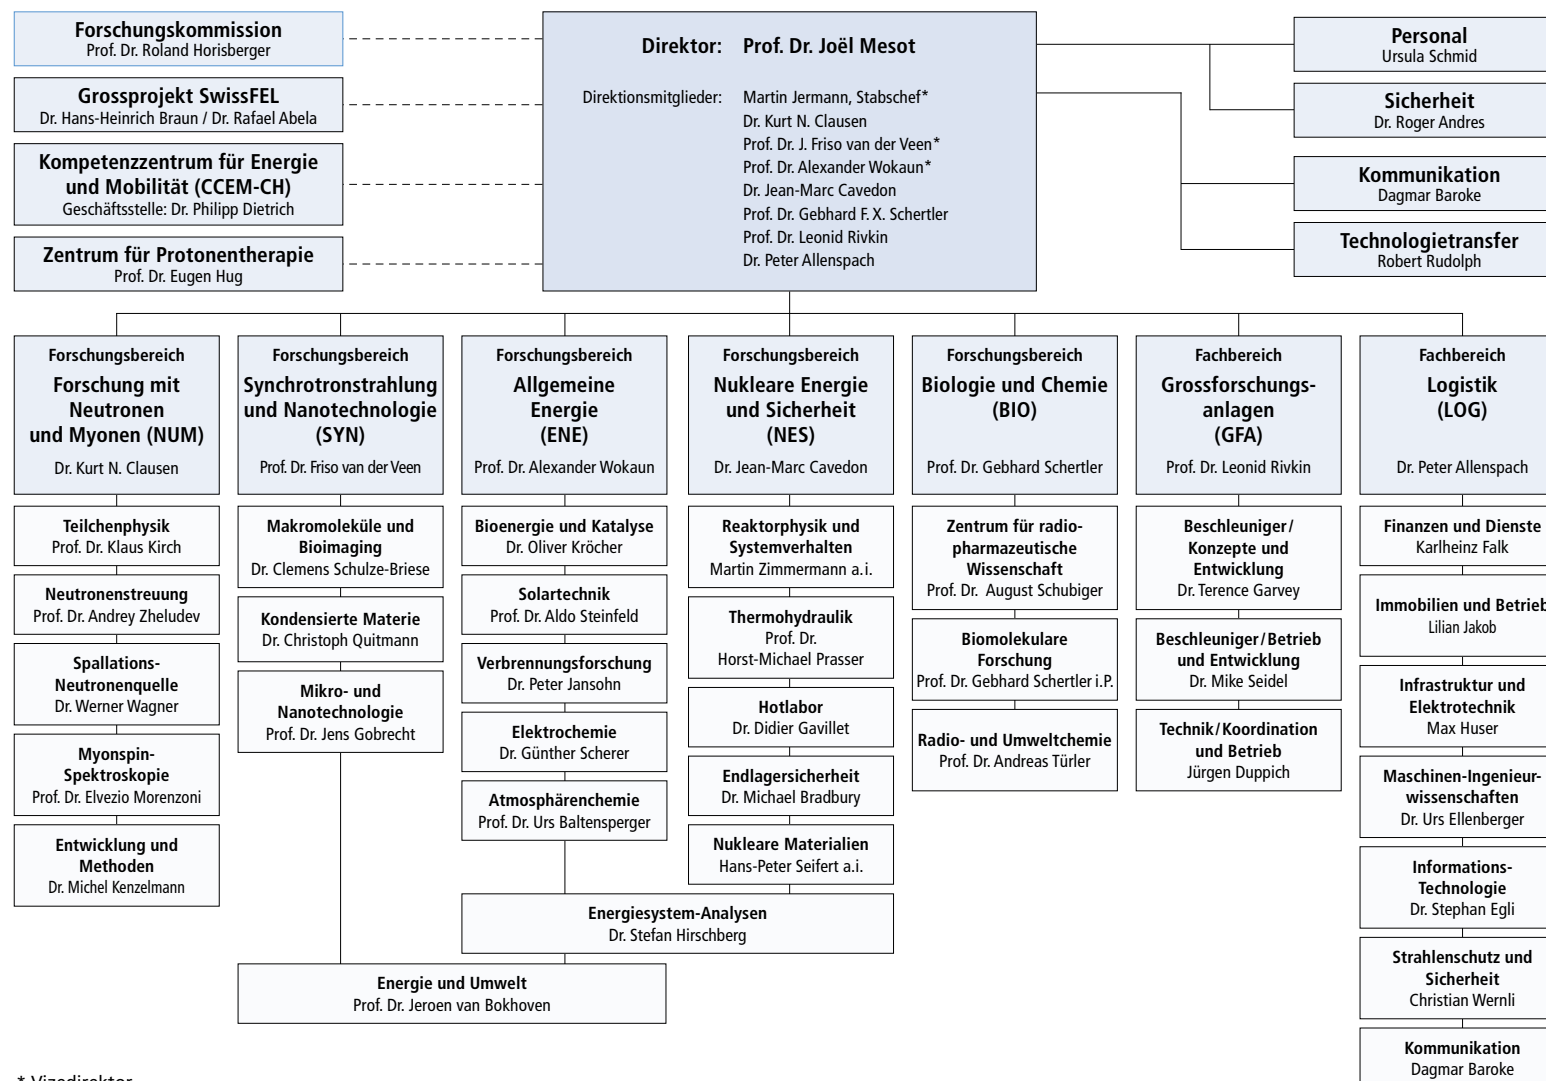 Forschungskommission
Prof. Dr. Roland Horisberger
Grossprojekt SwissFEL
Dr. Hans-Heinrich Braun / Dr. Rafael Abela
Kompetenzzentrum für Energie
und Mobilität (CCEM-CH)
Geschäftsstelle: Dr. Philipp Dietrich
Zentrum für Protonentherapie
Prof. Dr. Eugen Hug
Direktor: Prof. Dr. Joël Mesot
Direktionsmitglieder: Martin Jermann, Stabschef*
Dr. Kurt N. Clausen
Prof. Dr. J. Friso van der Veen*
Prof. Dr. Alexander Wokaun*
Dr. Jean-Marc Cavedon
Prof. Dr. Gebhard F. X. Schertler
Prof. Dr. Leonid Rivkin
Dr. Peter Allenspach
Personal
Ursula Schmid
Sicherheit
Dr. Roger Andres
Kommunikation
Dagmar Baroke
Technologietransfer
Robert Rudolph
Forschungsbereich
Forschung mit
Neutronen
und Myonen (NUM)
Dr. Kurt N. Clausen
Teilchenphysik
Prof. Dr. Klaus Kirch
Neutronenstreuung
Prof. Dr. Andrey Zheludev
Spallations-
Neutronenquelle
Dr. Werner Wagner
Myonspin-
Spektroskopie
Prof. Dr. Elvezio Morenzoni
Entwicklung und
Methoden
Dr. Michel Kenzelmann
Forschungsbereich
Synchrotronstrahlung
und Nanotechnologie
(SYN)
Prof. Dr. Friso van der Veen
Makromoleküle und
Bioimaging
Dr. Clemens Schulze-Briese
Kondensierte Materie
Dr. Christoph Quitmann
Mikro- und
Nanotechnologie
Prof. Dr. Jens Gobrecht
Forschungsbereich
Allgemeine
Energie
(ENE)
Prof. Dr. Alexander Wokaun
Bioenergie und Katalyse
Dr. Oliver Kröcher
Solartechnik
Prof. Dr. Aldo Steinfeld
Verbrennungsforschung
Dr. Peter Jansohn
Elektrochemie
Dr. Günther Scherer
Atmosphärenchemie
Prof. Dr. Urs Baltensperger
Forschungsbereich
Nukleare Energie
und Sicherheit
(NES)
Dr. Jean-Marc Cavedon
Reaktorphysik und
Systemverhalten
Martin Zimmermann a.i.
Thermohydraulik
Prof. Dr.
Horst-Michael Prasser
Hotlabor
Dr. Didier Gavillet
Endlagersicherheit
Dr. Michael Bradbury
Nukleare Materialien
Hans-Peter Seifert a.i.
Energiesystem-Analysen
Dr. Stefan Hirschberg
Energie und Umwelt
Prof. Dr. Jeroen van Bokhoven
Forschungsbereich
Biologie und Chemie
(BIO)
Prof. Dr. Gebhard Schertler
Zentrum für radio-
pharmazeutische
Wissenschaft
Prof. Dr. August Schubiger
Biomolekulare
Forschung
Prof. Dr. Gebhard Schertler i.P.
Radio- und Umweltchemie
Prof. Dr. Andreas Türler
Fachbereich
Grossforschungs-
anlagen
(GFA)
Prof. Dr. Leonid Rivkin
Beschleuniger/
Konzepte und
Entwicklung
Dr. Terence Garvey
Beschleuniger/Betrieb
und Entwicklung
Dr. Mike Seidel
Technik/Koordination
und Betrieb
Jürgen Duppich
Fachbereich
Logistik
(LOG)
Dr. Peter Allenspach
Finanzen und Dienste
Karlheinz Falk
Immobilien und Betrieb
Lilian Jakob
Infrastruktur und
Elektrotechnik
Max Huser
Maschinen-Ingenieur-
wissenschaften
Dr. Urs Ellenberger
Informations-
Technologie
Dr. Stephan Egli
Strahlenschutz und
Sicherheit
Christian Wernli
Kommunikation
Dagmar Baroke
* Vizedirektor